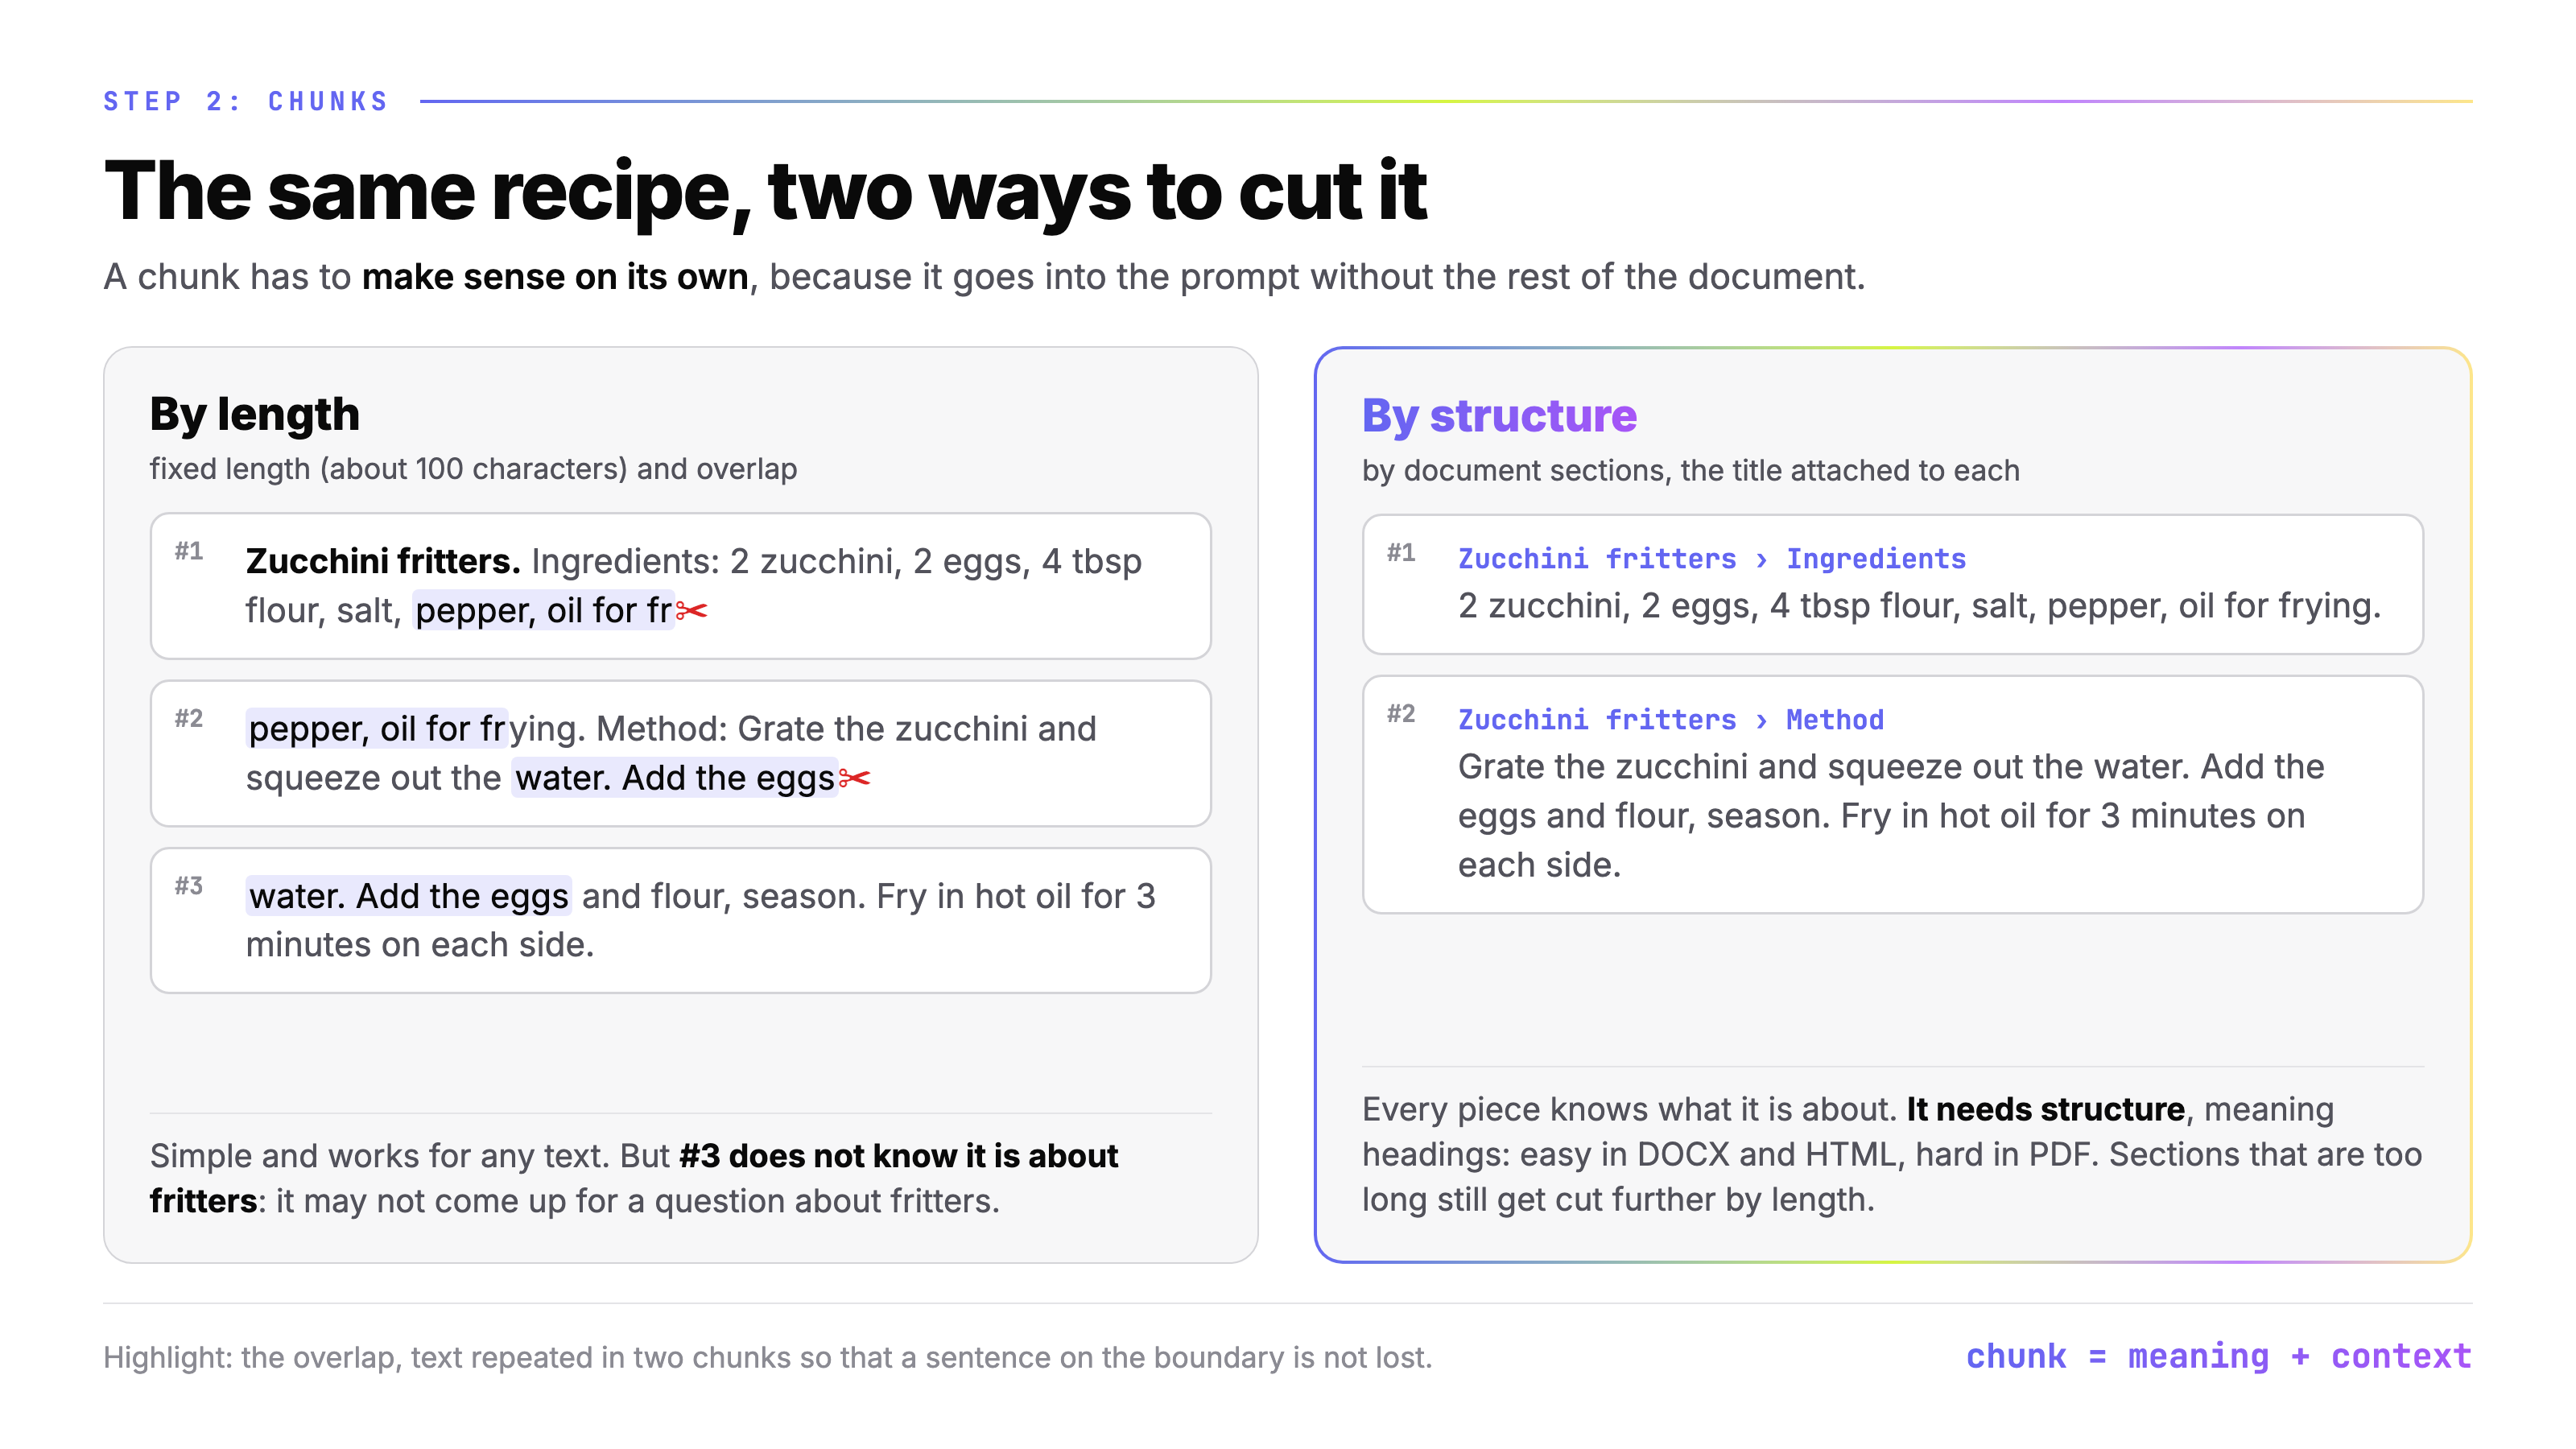 STEP 2: CHUNKS
The same recipe, two ways to cut it
A chunk has to make sense on its own, because it goes into the prompt without the rest of the document.
By length
fixed length (about 100 characters) and overlap
#1
Zucchini fritters. Ingredients: 2 zucchini, 2 eggs, 4 tbsp
flour, salt, pepper, oil for fr
#2
pepper, oil for frying. Method: Grate the zucchini and
squeeze out the water. Add the eggs
#3
water. Add the eggs and flour, season. Fry in hot oil for 3
minutes on each side.
Simple and works for any text. But #3 does not know it is about
fritters: it may not come up for a question about fritters.
By structure
by document sections, the title attached to each
#1
Zucchini fritters › Ingredients
2 zucchini, 2 eggs, 4 tbsp flour, salt, pepper, oil for frying.
#2
Zucchini fritters › Method
Grate the zucchini and squeeze out the water. Add the
eggs and flour, season. Fry in hot oil for 3 minutes on
each side.
Every piece knows what it is about. It needs structure, meaning
headings: easy in DOCX and HTML, hard in PDF. Sections that are too
long still get cut further by length.
Highlight: the overlap, text repeated in two chunks so that a sentence on the boundary is not lost.
chunk = meaning + context